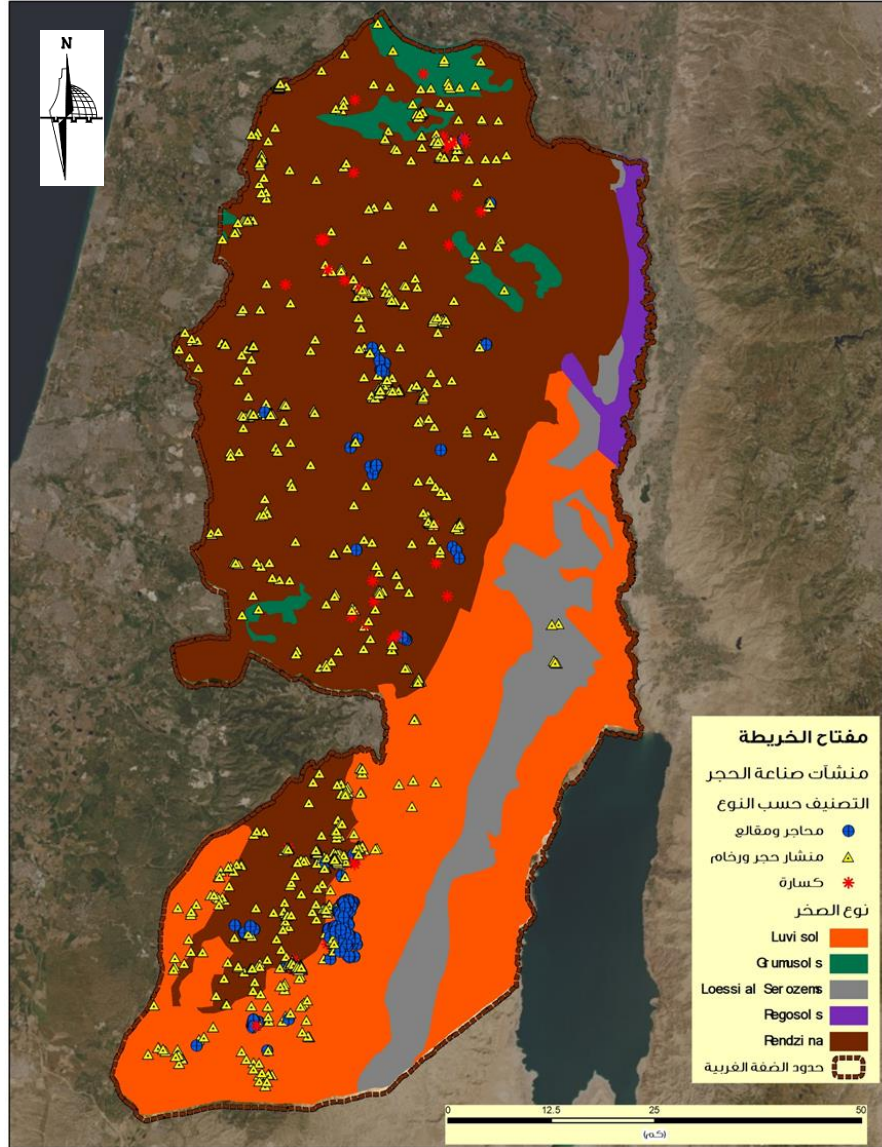 N
مفتاح الخريطة
منشآت صناعة الحجر
التصنيف حسب النوع
محاجر ومقالع
منشار حجر ورخام
كسارة
نوع الصخر
Luvi sol
Grumusol s
Loessi al Ser ozems
Regosol s
Rendzi na
حدود الضفة الغربية
0 12.5 25 50
(كم)